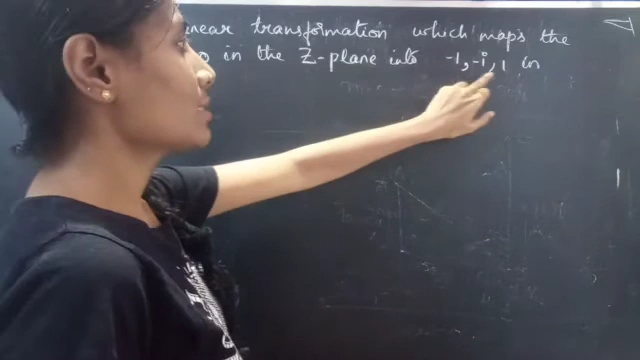 near transformation which maps the
o in the Z-plane into -1, -i, 1 in